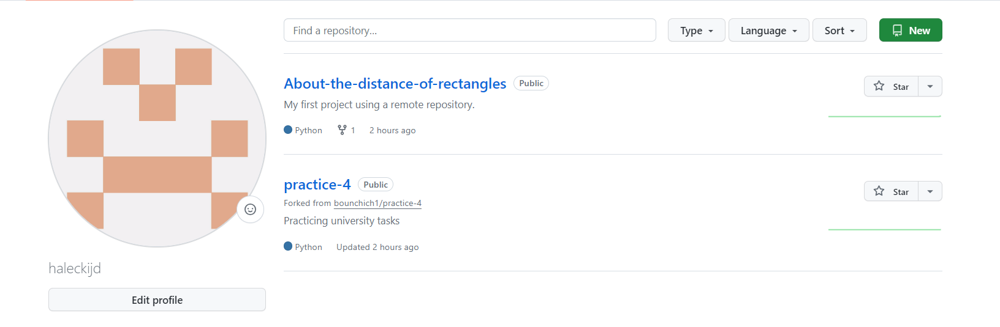 Find a repository...
Type
Language
Sort
New
About-the-distance-of-rectangles Public
Star
My first project using a remote repository.
Python 1 2 hours ago
practice-4 Public
Star
Forked from bounchich1/practice-4
Practicing university tasks
Python Updated 2 hours ago
haleckijd
Edit profile